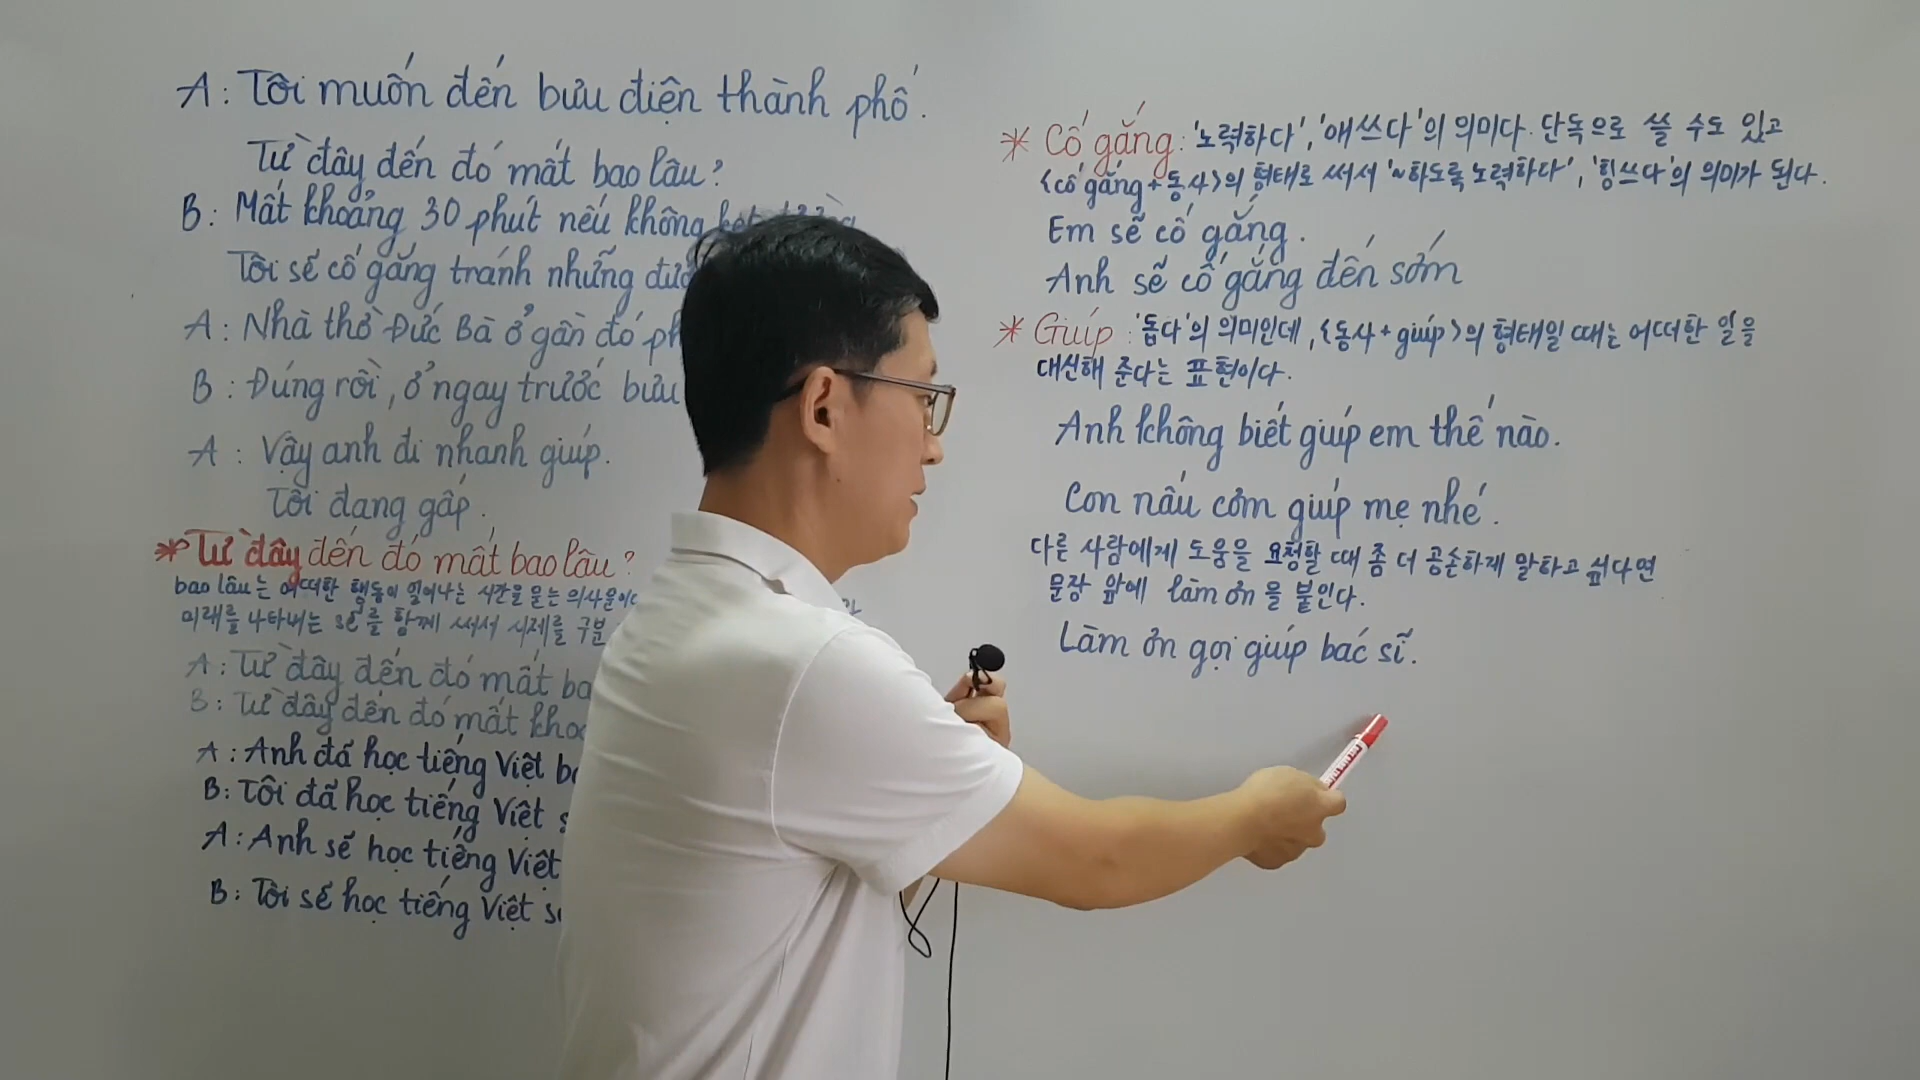 A: Tôi muốn đến bưu điện thành phố.
Từ đây đến đó mất bao lâu?
B: Mất khoảng 30 phút nếu không kẹt
Tôi sẽ cố gắng tránh những
A: Nhà thờ Đức Bà ở gần đó
B: Đúng rồi, ở ngay trước bưu
A: Vậy anh đi nhanh giúp.
Tôi đang gấp.
* Từ đây đến đó mất bao lâu?
bao lâu는 어떠한 행동이 일어나는 시간을 묻는 의사문이
미래를 나타내는 sẽ를 함께 써서 시제를 구분
A: Từ đây đến đó mất
B: Từ đây đến đó mất
A: Anh đã học tiếng Việt
B: Tôi đã học tiếng Việt
A: Anh sẽ học tiếng Việt
B: Tôi sẽ học tiếng Việt
* Cố gắng: '노력하다', '애쓰다'의 의미다. 단독으로 쓸 수도 있고
<cố gắng + 동사>의 형태로 써서 '~하도록 노력하다', '힘쓰다'의 의미가 된다.
Em sẽ cố gắng.
Anh sẽ cố gắng đến sớm
* Giúp: '돕다'의 의미인데, <동사 + giúp>의 형태일 때는 어떠한 일을
대신해 준다는 표현이다.
Anh không biết giúp em thế nào.
Con nấu cơm giúp mẹ nhé.
다른 사람에게 도움을 요청할 때 좀 더 공손하게 말하고 싶다면
문장 앞에 làm ơn을 붙인다.
Làm ơn gọi giúp bác sĩ.